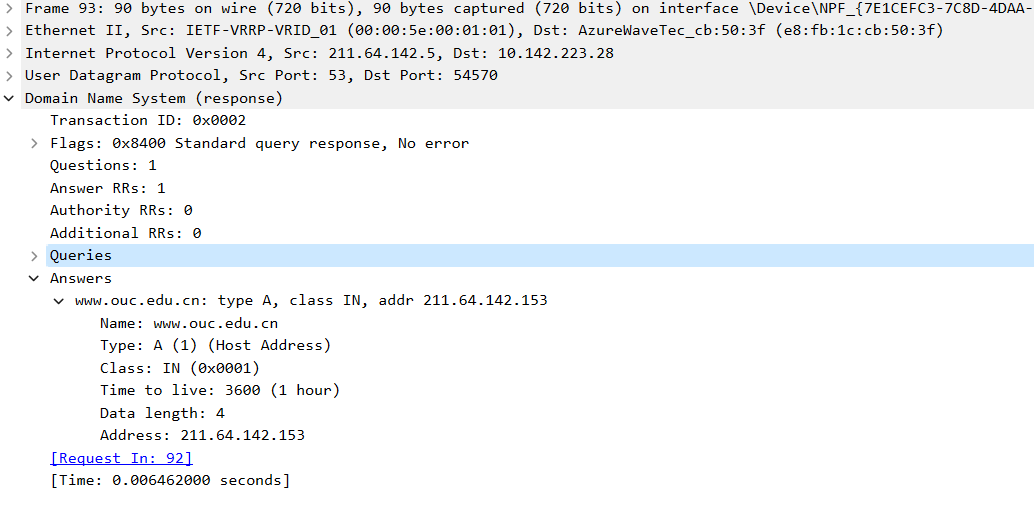 Frame 93: 90 bytes on wire (720 bits), 90 bytes captured (720 bits) on interface \Device\NPF_{7E1CEFC3-7C8D-4DAA-
Ethernet II, Src: IETF-VRRP-VRID_01 (00:00:5e:00:01:01), Dst: AzureWaveTec_cb:50:3f (e8:fb:1c:cb:50:3f)
Internet Protocol Version 4, Src: 211.64.142.5, Dst: 10.142.223.28
User Datagram Protocol, Src Port: 53, Dst Port: 54570
Domain Name System (response)
Transaction ID: 0x0002
Flags: 0x8400 Standard query response, No error
Questions: 1
Answer RRs: 1
Authority RRs: 0
Additional RRs: 0
Queries
Answers
www.ouc.edu.cn: type A, class IN, addr 211.64.142.153
Name: www.ouc.edu.cn
Type: A (1) (Host Address)
Class: IN (0x0001)
Time to live: 3600 (1 hour)
Data length: 4
Address: 211.64.142.153
[Request In: 92]
[Time: 0.006462000 seconds]